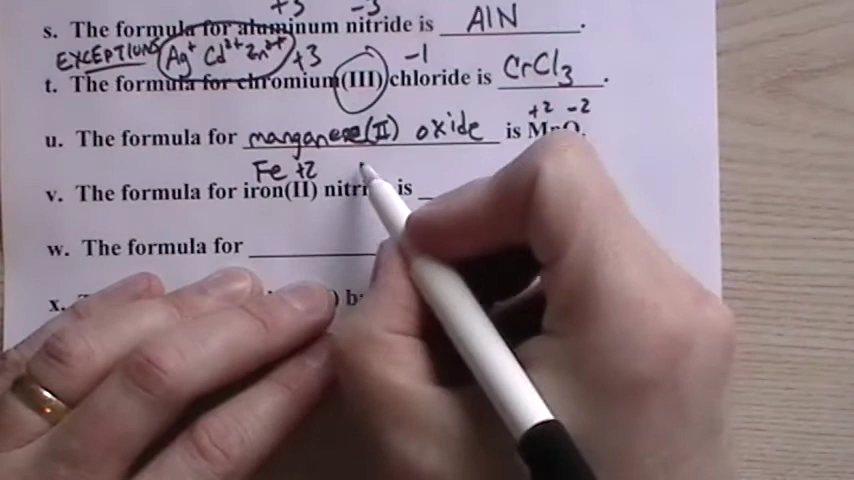 +3 -3
s. The formula for aluminum nitride is AlN.
EXCEPTIONS Ag+ Cd2+ Zn2+ +3 -1
t. The formula for chromium(III) chloride is CrCl3.
+2 -2
u. The formula for manganese(II) oxide is MnO.
Fe +2
v. The formula for iron(II) is
w. The formula for
x.